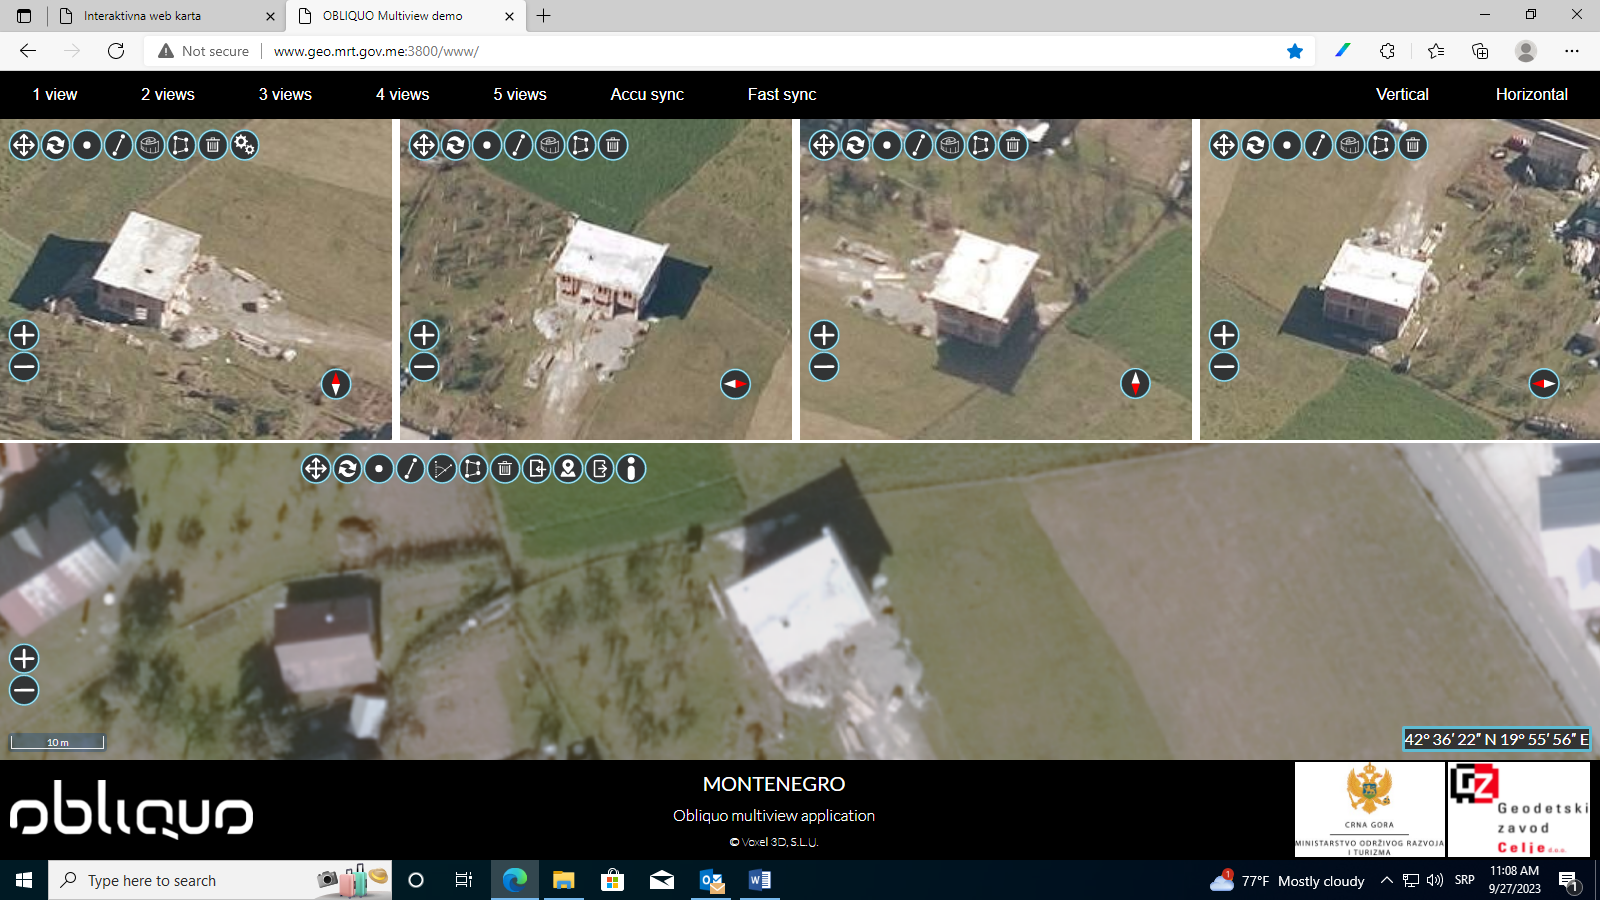 Interaktivna web karta
OBLIQUO Multiview demo
Not secure
www.geo.mrt.gov.me:3800/www/
1 view 2 views 3 views 4 views 5 views Accu sync Fast sync Vertical Horizontal
10 m
42° 36′ 22″ N 19° 55′ 56″ E
obliquo
MONTENEGRO
Obliquo multiview application
© Voxel 3D, S.L.U.
CRNA GORA
MINISTARSTVO ODRŽIVOG RAZVOJA
I TURIZMA
GZ
Geodetski
zavod
Celje d.o.o.
Type here to search
1
77°F Mostly cloudy
SRP
11:08 AM
9/27/2023
1